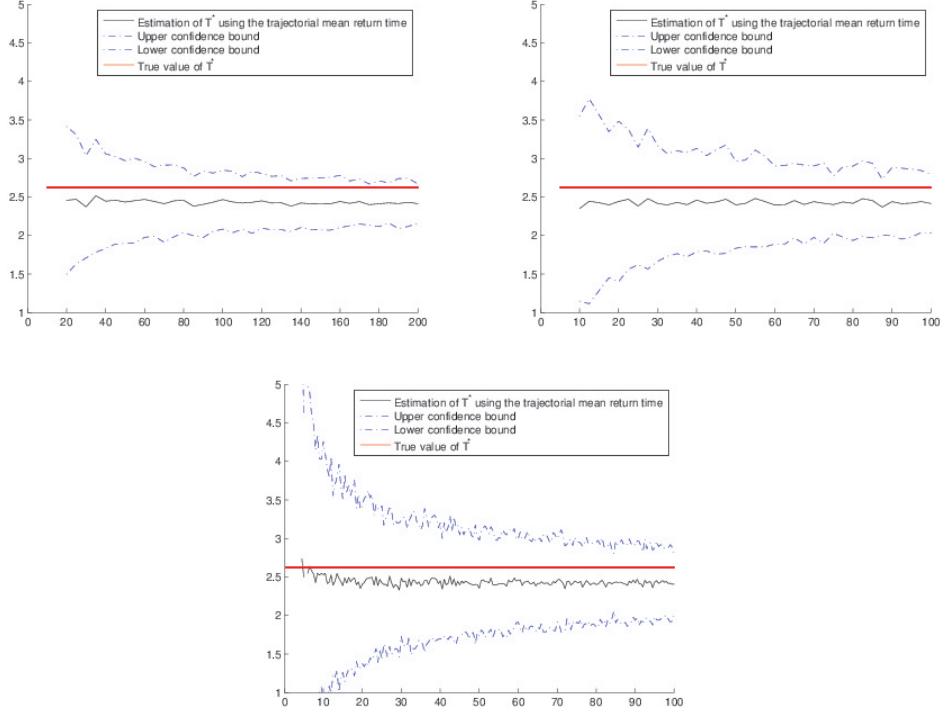 5
4.5
4
3.5
3
2.5
2
1.5
1
0 20 40 60 80 100 120 140 160 180 200
Estimation of T* using the trajectorial mean return time
Upper confidence bound
Lower confidence bound
True value of T*
5
4.5
4
3.5
3
2.5
2
1.5
1
0 10 20 30 40 50 60 70 80 90 100
Estimation of T* using the trajectorial mean return time
Upper confidence bound
Lower confidence bound
True value of T*
5
4.5
4
3.5
3
2.5
2
1.5
1
0 10 20 30 40 50 60 70 80 90 100
Estimation of T* using the trajectorial mean return time
Upper confidence bound
Lower confidence bound
True value of T*